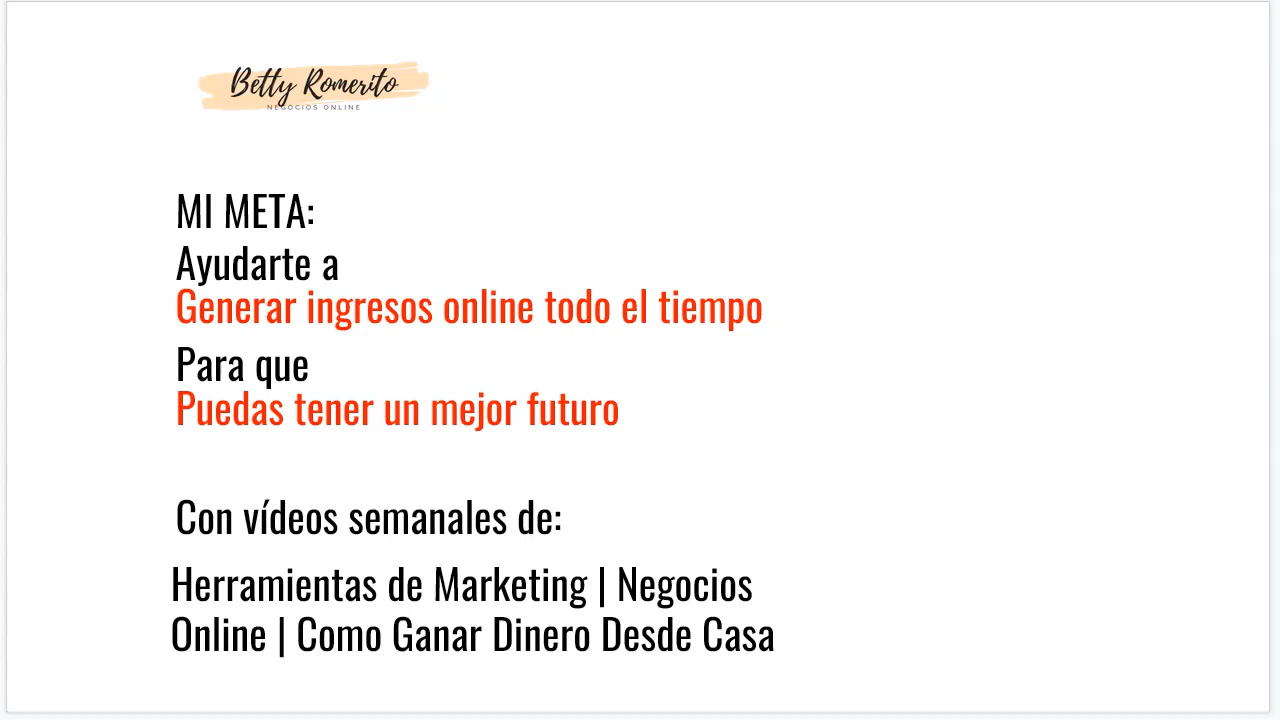 Betty Romerito
NEGOCIOS ONLINE
MI META:
Ayudarte a
Generar ingresos online todo el tiempo
Para que
Puedas tener un mejor futuro
Con vídeos semanales de:
Herramientas de Marketing | Negocios
Online | Como Ganar Dinero Desde Casa